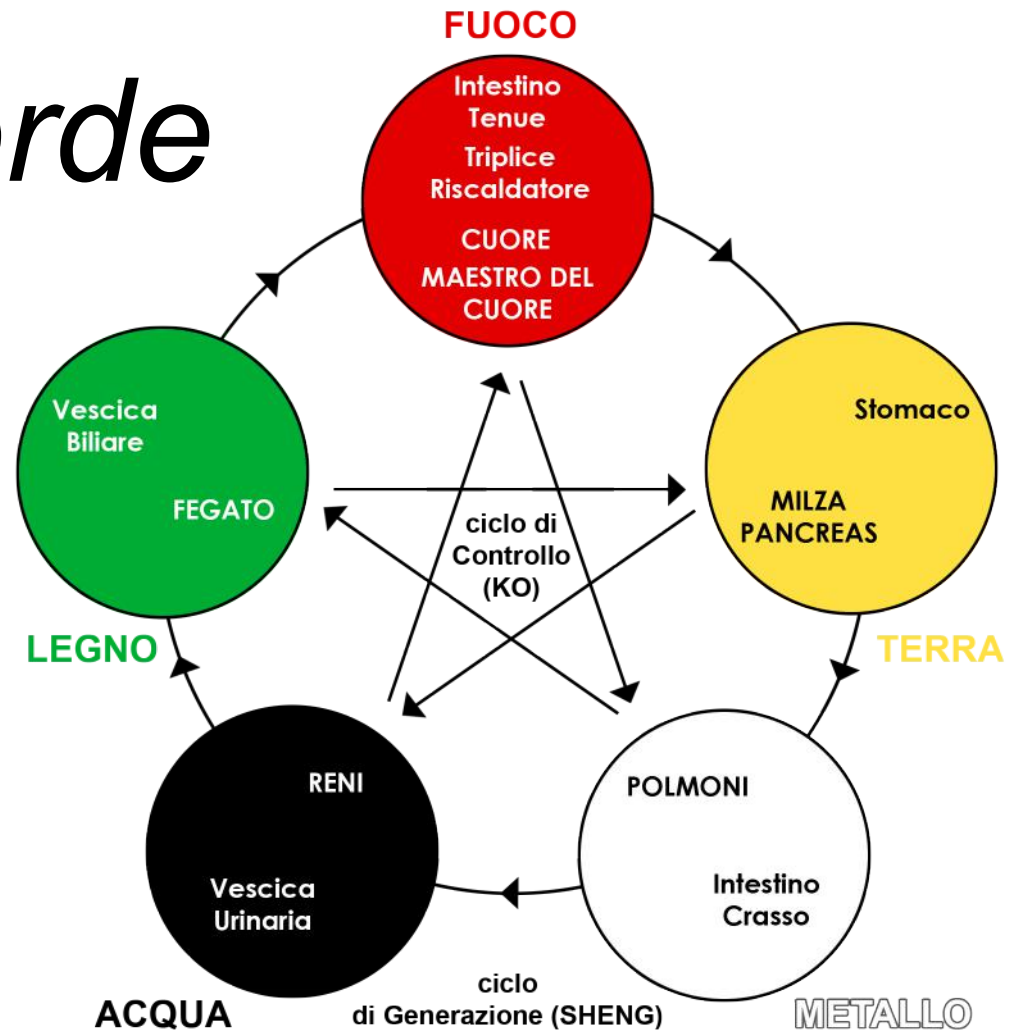 FUOCO
Intestino
Tenue
Triplice
Riscaldatore
CUORE
MAESTRO DEL
CUORE
Vescica
Biliare
FEGATO
LEGNO
Stomaco
MILZA
PANCREAS
TERRA
ciclo di
Controllo
(KO)
RENI
Vescica
Urinaria
ACQUA
POLMONI
Intestino
Crasso
METALLO
ciclo
di Generazione (SHENG)